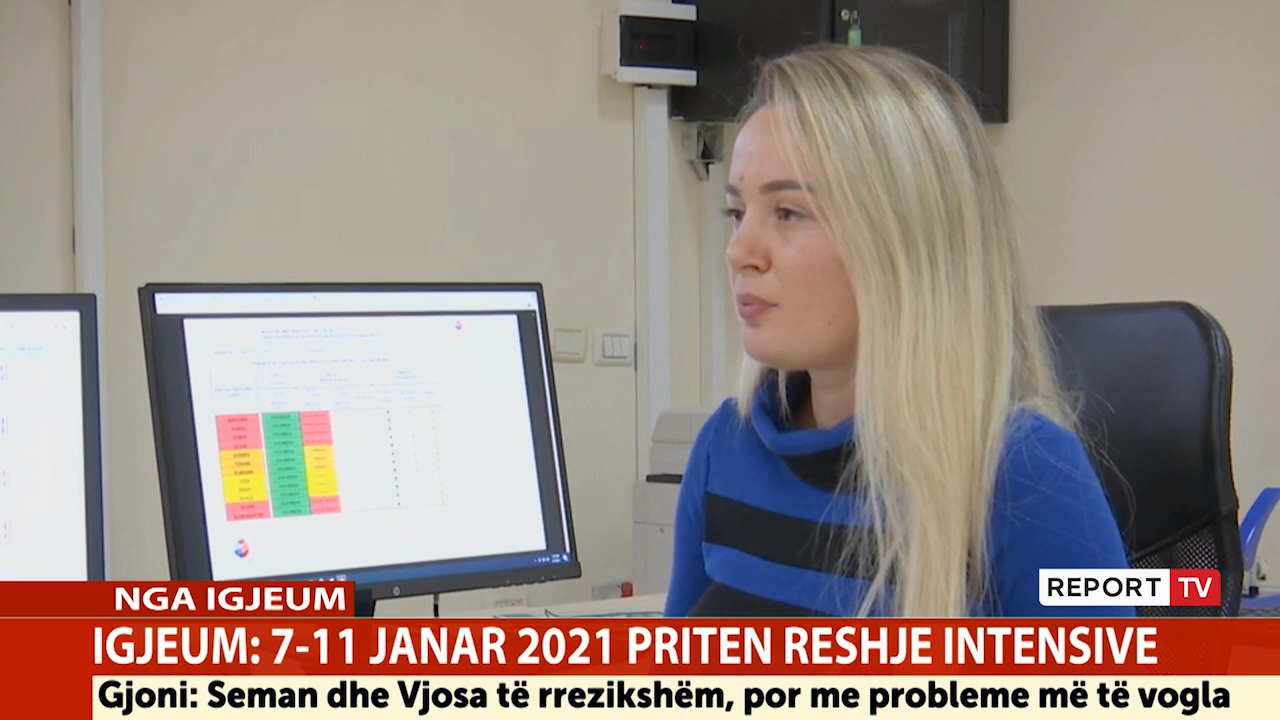 NGA IGJEUM
REPORT TV
IGJEUM: 7-11 JANAR 2021 PRITEN RESHJE INTENSIVE
Gjoni: Seman dhe Vjosa të rrezikshëm, por me probleme më të vogla